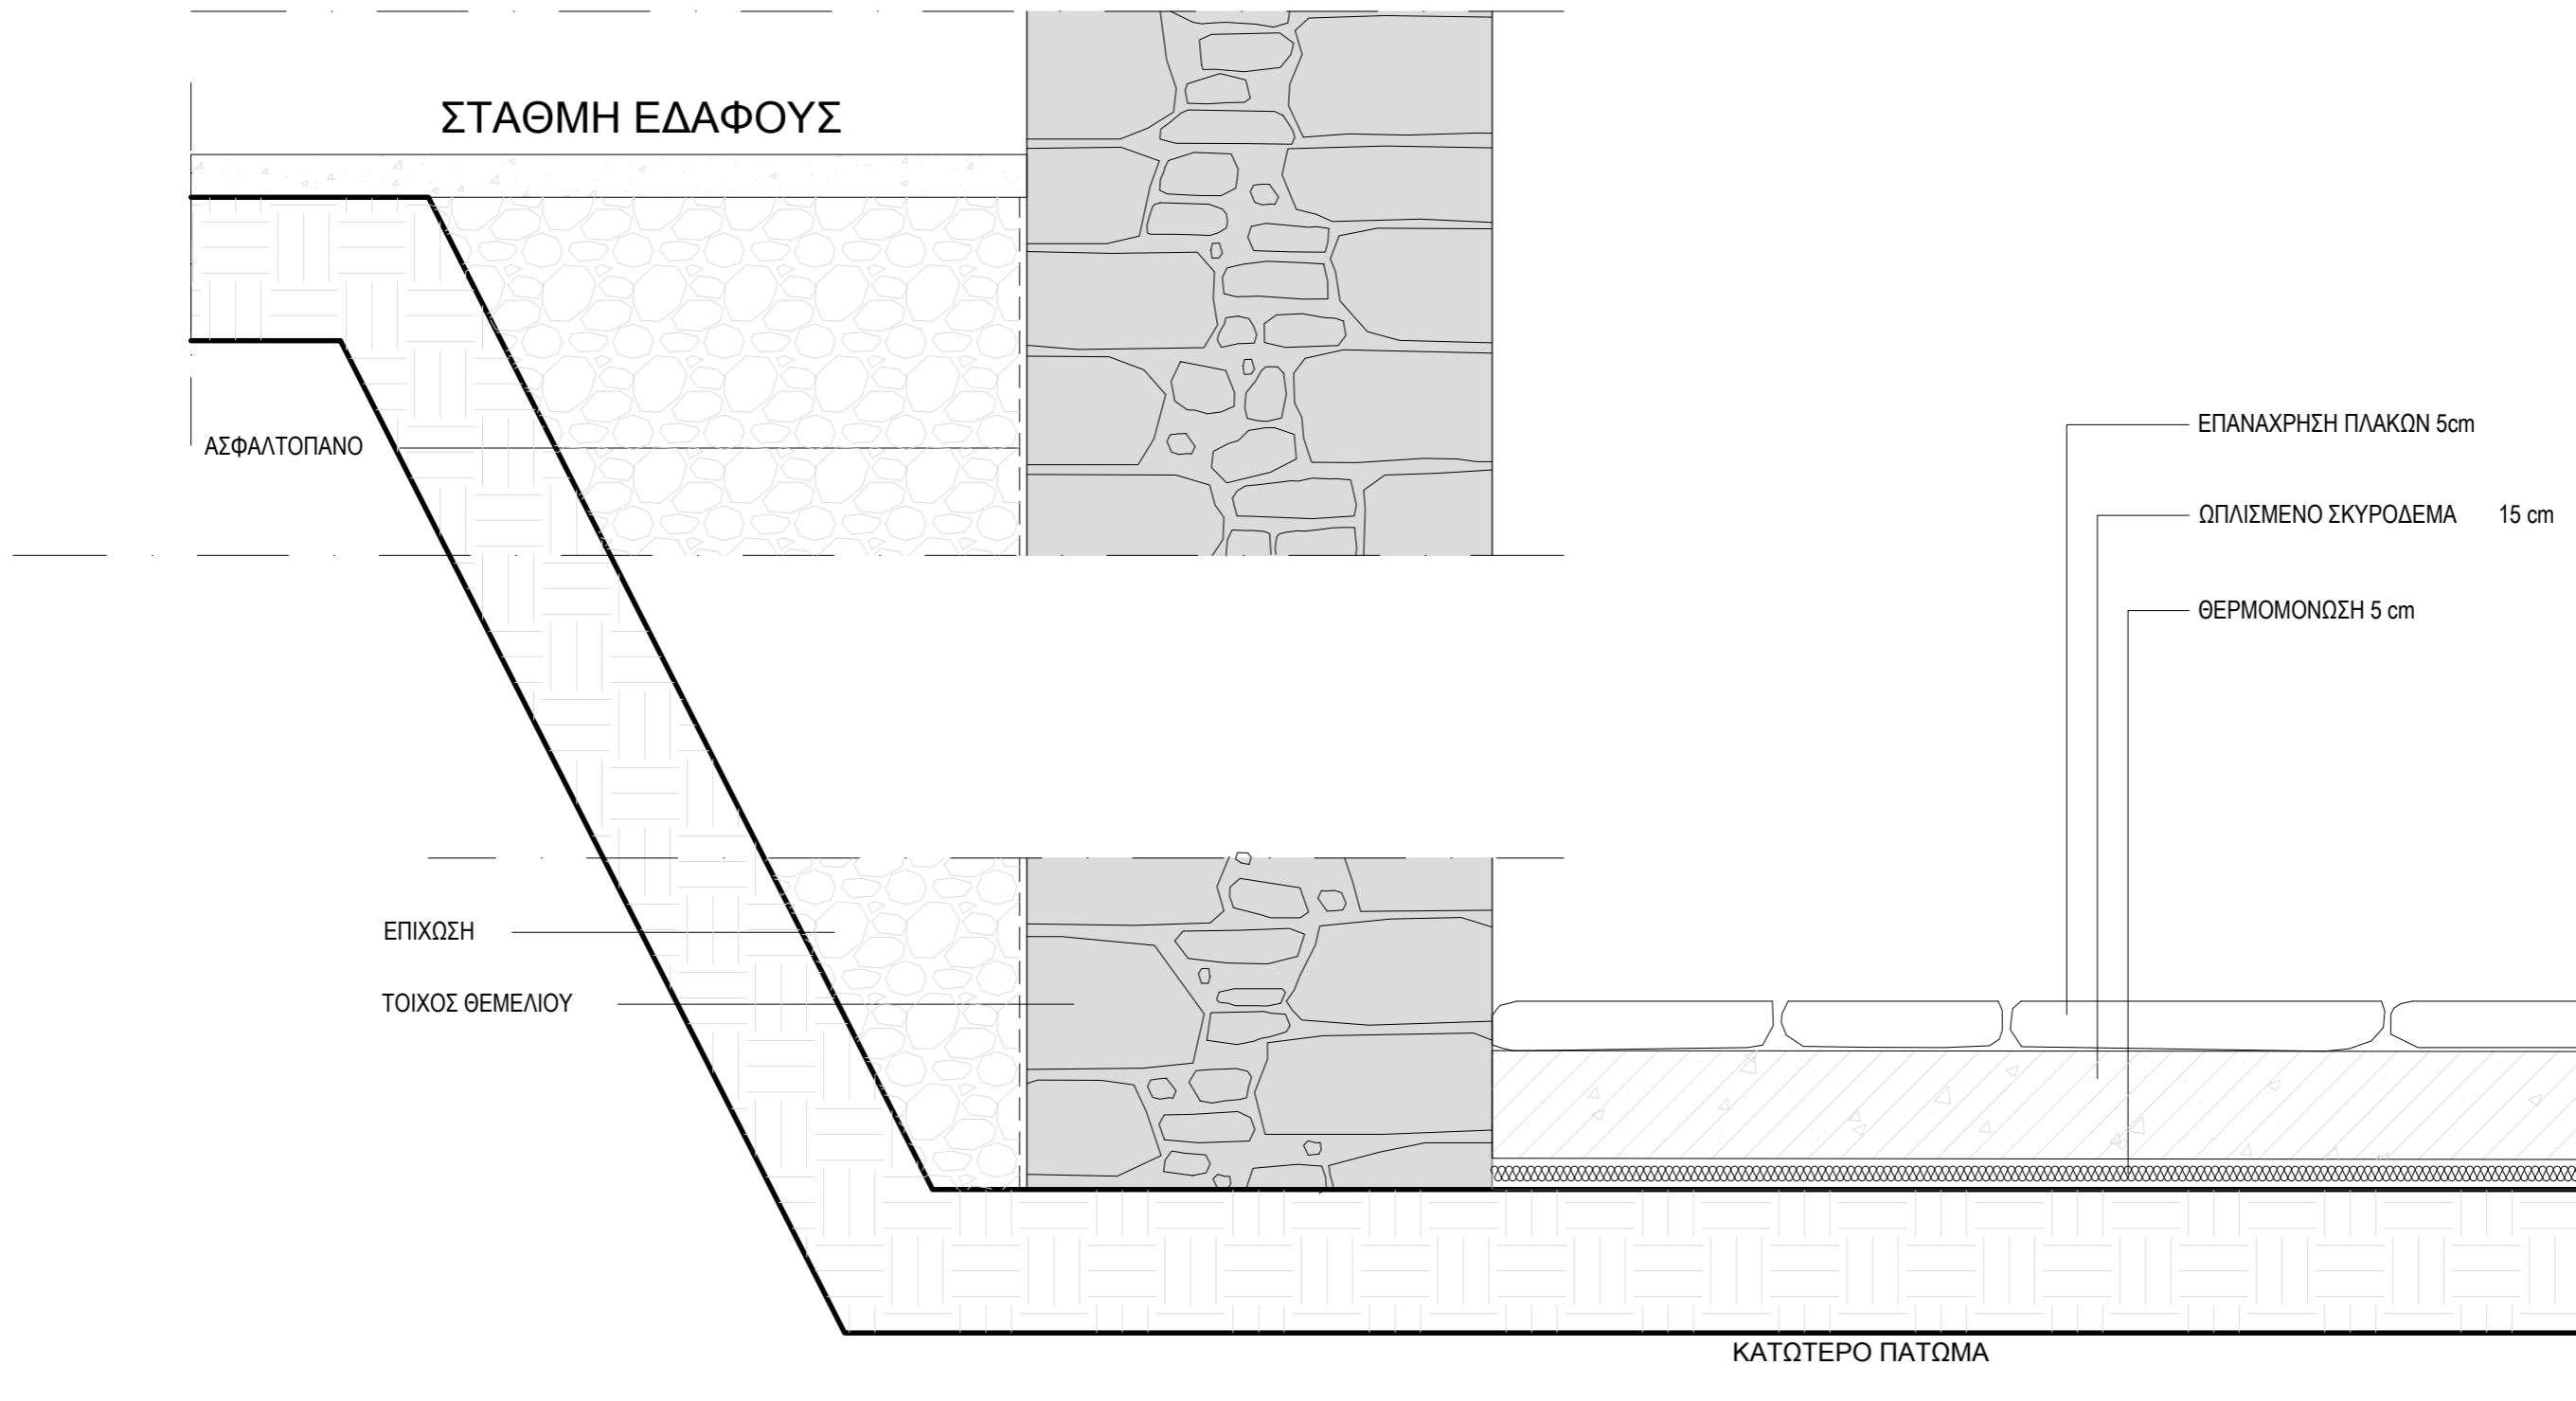 ΣΤΑΘΜΗ ΕΔΑΦΟΥΣ
ΑΣΦΑΛΤΟΠΑΝΟ
ΕΠΑΝΑΧΡΗΣΗ ΠΛΑΚΩΝ 5cm
ΩΠΛΙΣΜΕΝΟ ΣΚΥΡΟΔΕΜΑ 15 cm
ΘΕΡΜΟΜΟΝΩΣΗ 5 cm
ΕΠΙΧΩΣΗ
ΤΟΙΧΟΣ ΘΕΜΕΛΙΟΥ
ΚΑΤΩΤΕΡΟ ΠΑΤΩΜΑ